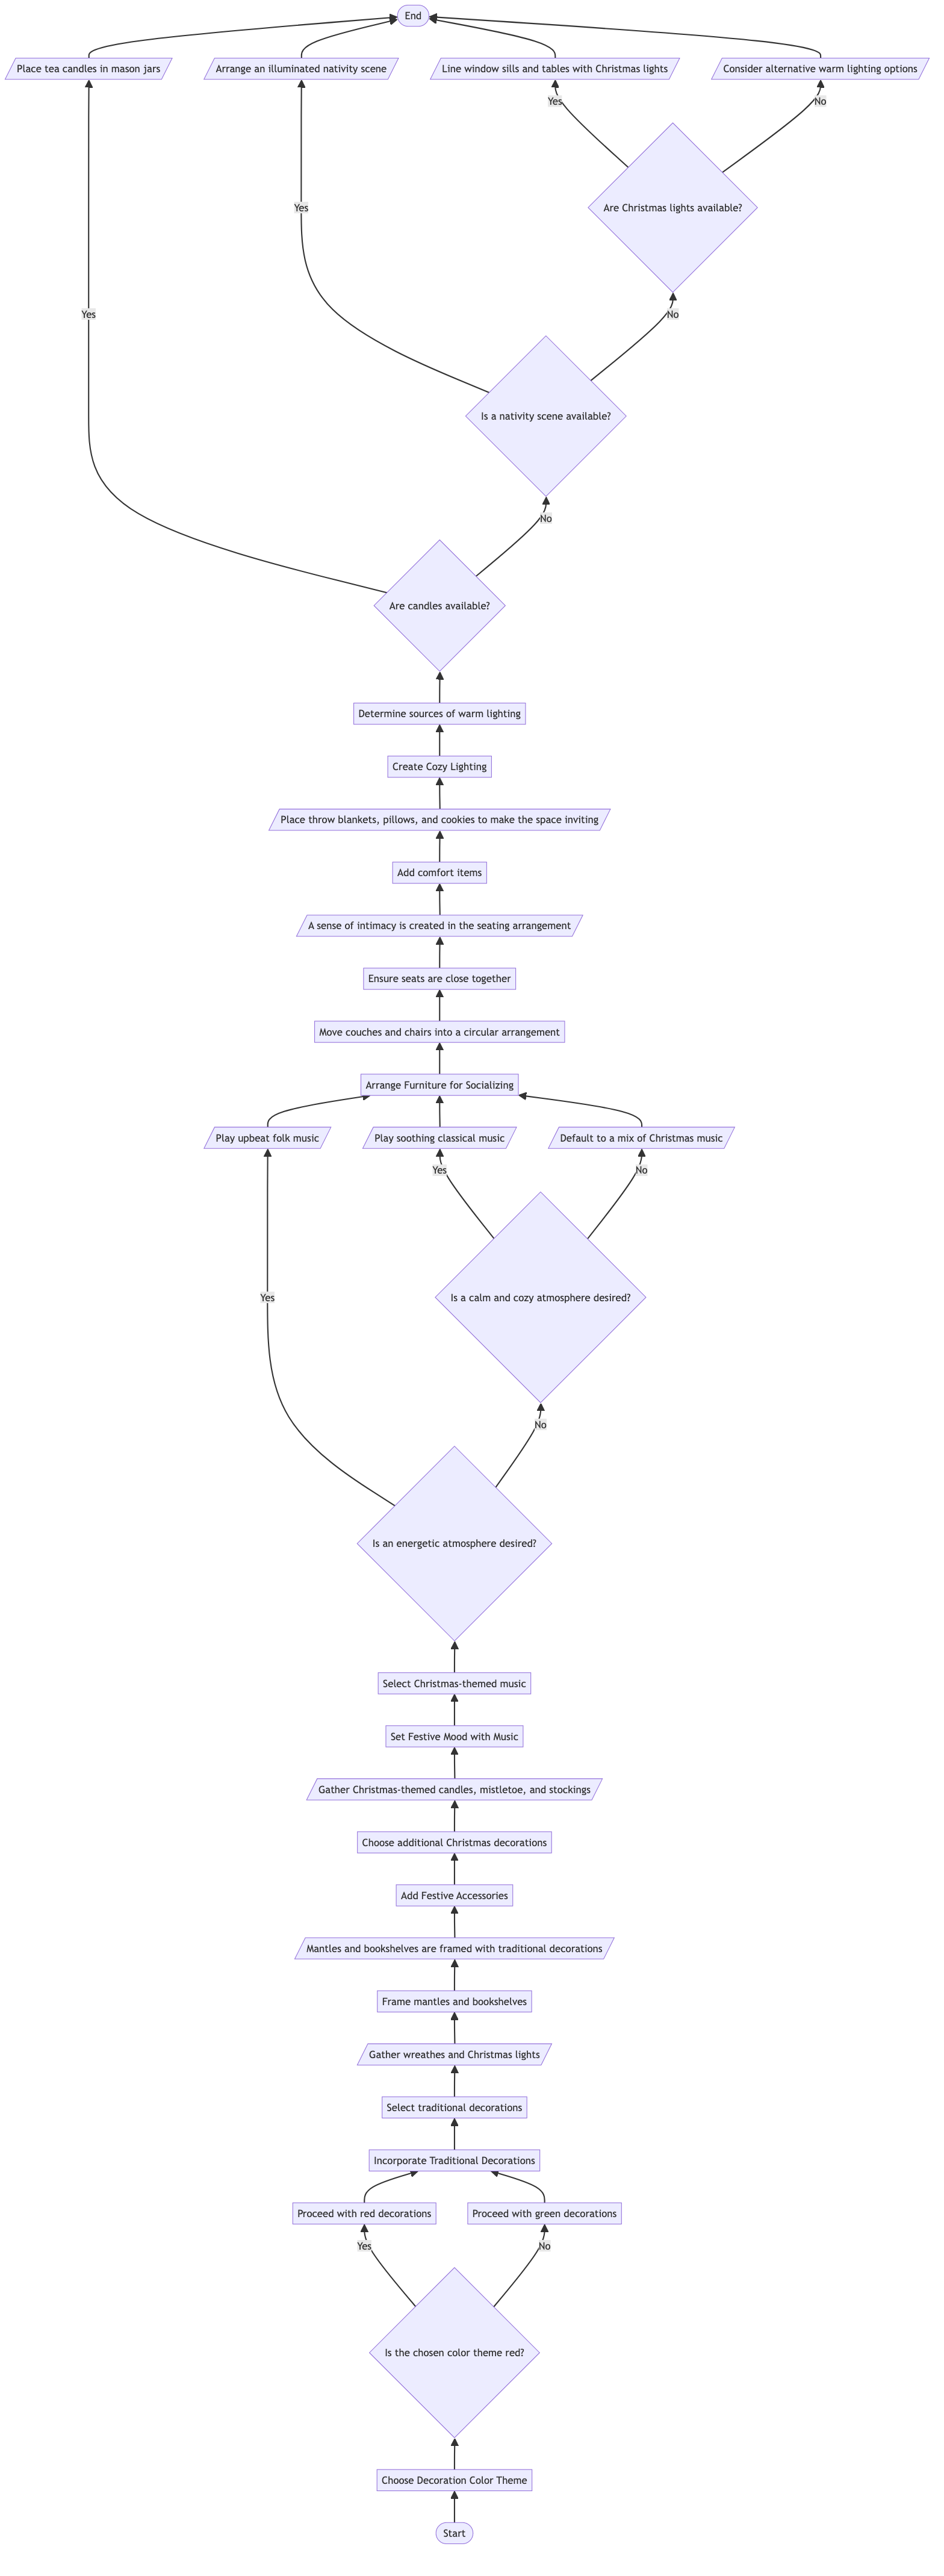 End
Place tea candles in mason jars
Arrange an illuminated nativity scene
Line window sills and tables with Christmas lights
Consider alternative warm lighting options
Yes
No
Are Christmas lights available?
Yes
Yes
No
Is a nativity scene available?
No
Are candles available?
Determine sources of warm lighting
Create Cozy Lighting
Place throw blankets, pillows, and cookies to make the space inviting
Add comfort items
A sense of intimacy is created in the seating arrangement
Ensure seats are close together
Move couches and chairs into a circular arrangement
Arrange Furniture for Socializing
Play upbeat folk music
Play soothing classical music
Default to a mix of Christmas music
Yes
No
Yes
Is a calm and cozy atmosphere desired?
No
Is an energetic atmosphere desired?
Select Christmas-themed music
Set Festive Mood with Music
Gather Christmas-themed candles, mistletoe, and stockings
Choose additional Christmas decorations
Add Festive Accessories
Mantles and bookshelves are framed with traditional decorations
Frame mantles and bookshelves
Gather wreathes and Christmas lights
Select traditional decorations
Incorporate Traditional Decorations
Proceed with red decorations
Proceed with green decorations
Yes
No
Is the chosen color theme red?
Choose Decoration Color Theme
Start